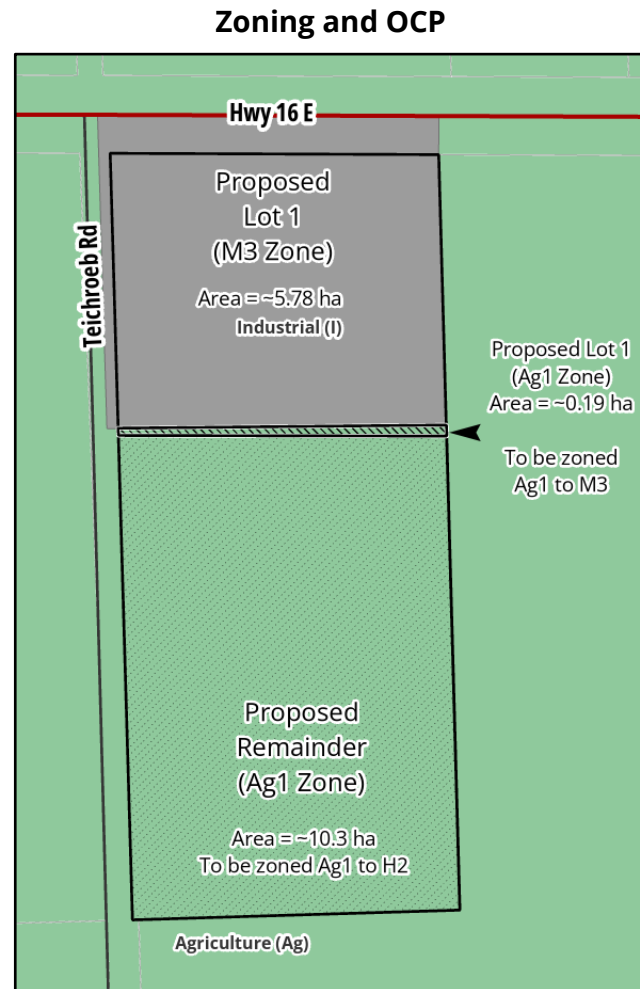 Zoning and OCP
Hwy 16 E
Proposed
Lot 1
(M3 Zone)
Area = ~5.78 ha
Industrial (I)
Teichroeb Rd
Proposed Lot 1
(Ag1 Zone)
Area = ~0.19 ha
To be zoned
Ag1 to M3
Proposed
Remainder
(Ag1 Zone)
Area = ~10.3 ha
To be zoned Ag1 to H2
Agriculture (Ag)